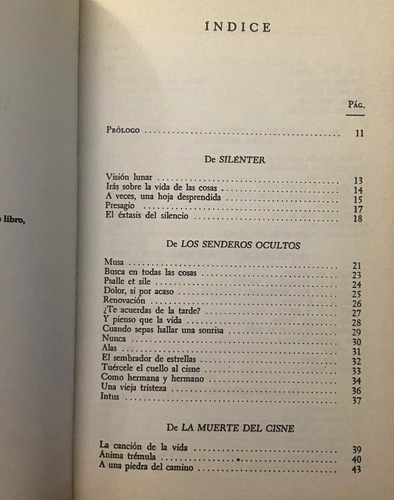 o libro,
ÍNDICE
PÁG.
PRÓLOGO ........ 11
De SILÉNTER
Visión lunar ........ 13
Irás sobre la vida de las cosas ........ 14
A veces, una hoja desprendida ........ 15
Presagio ........ 17
El éxtasis del silencio ........ 18
De LOS SENDEROS OCULTOS
Musa ........ 21
Busca en todas las cosas ........ 23
Psalle et sile ........ 24
Dolor, si por acaso ........ 25
Renovación ........ 26
¿Te acuerdas de la tarde? ........ 27
Y pienso que la vida ........ 28
Cuando sepas hallar una sonrisa ........ 29
Nunca ........ 30
Alas ........ 31
El sembrador de estrellas ........ 32
Tuércele el cuello al cisne ........ 33
Como hermana y hermano ........ 34
Una vieja tristeza ........ 36
Intus ........ 37
De LA MUERTE DEL CISNE
La canción de la vida ........ 39
Ánima trémula ........ 40
A una piedra del camino ........ 43